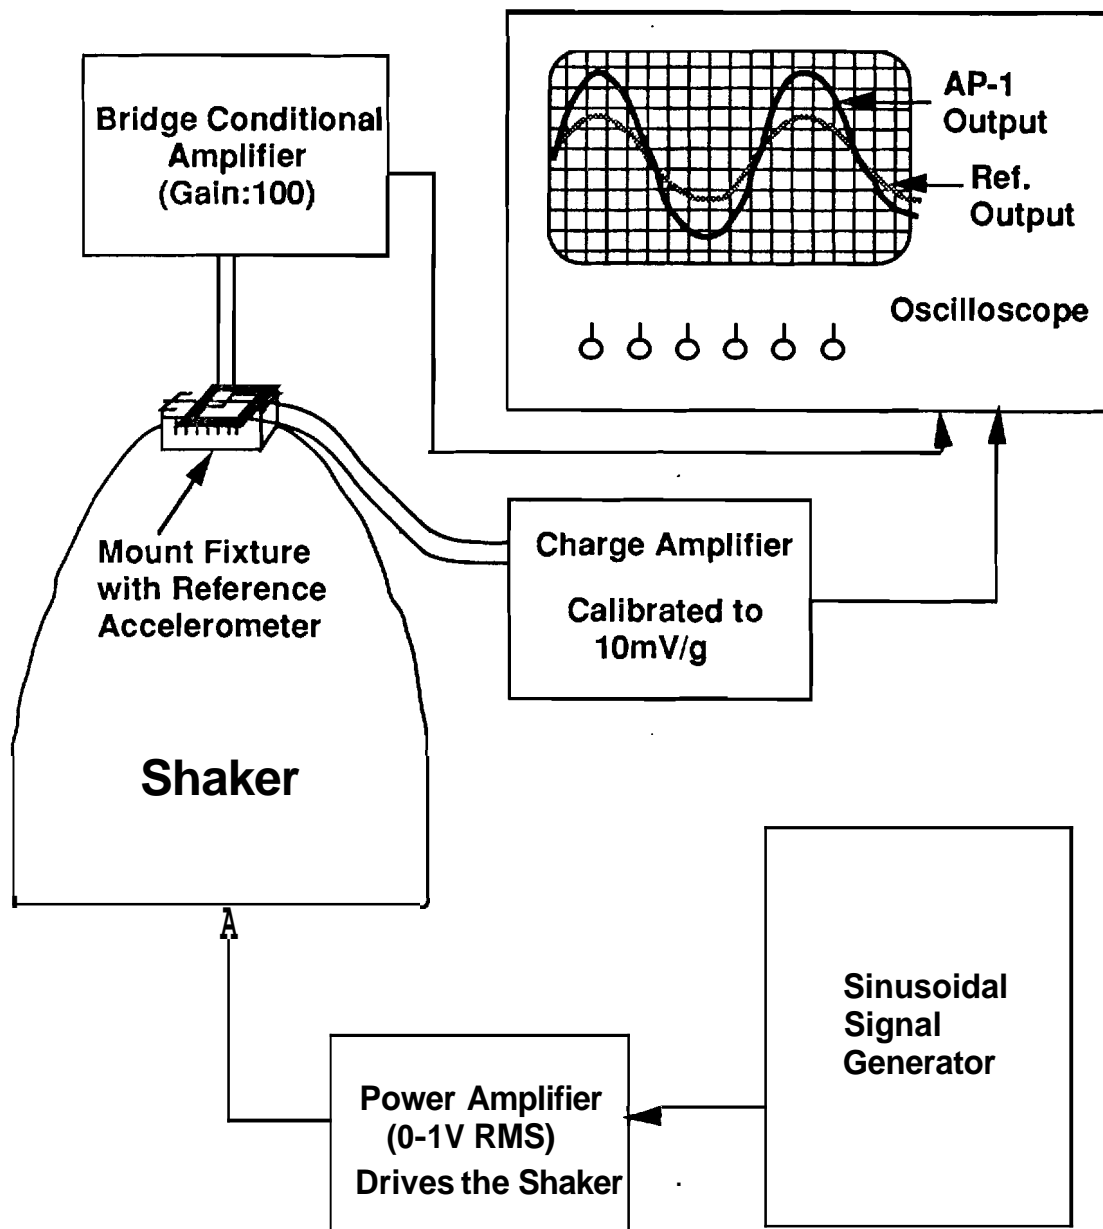 Bridge Conditional
Amplifier
(Gain:100)
AP-1
Output
Ref.
Output
Oscilloscope
Mount Fixture
with Reference
Accelerometer
Charge Amplifier
Calibrated to
10mV/g
Shaker
A
Sinusoidal
Signal
Generator
Power Amplifier
(0-1V RMS)
Drives the Shaker